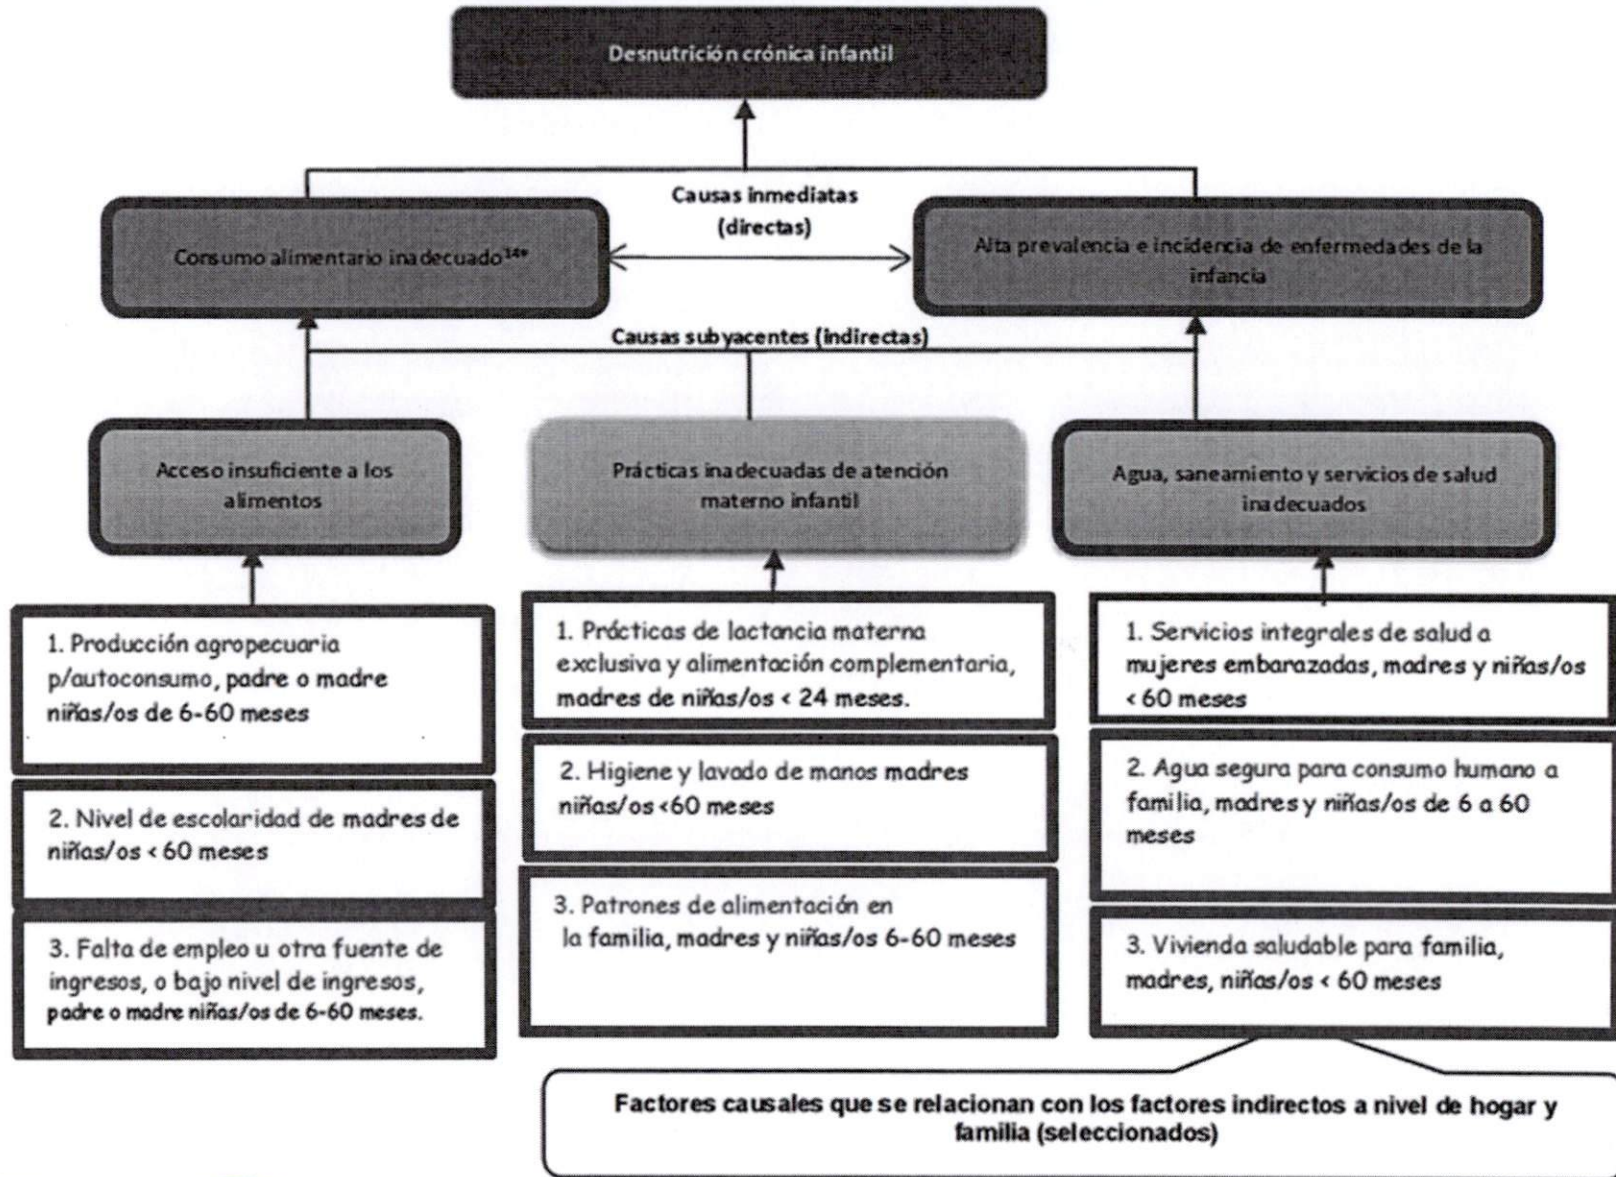 Desnutrición crónica infantil
Causas inmediatas
(directas)
Consumo alimentario inadecuado¹⁴*
Alta prevalencia e incidencia de enfermedades de la
infancia
Causas subyacentes (indirectas)
Acceso insuficiente a los
alimentos
Prácticas inadecuadas de atención
materno infantil
Agua, saneamiento y servicios de salud
inadecuados
1. Producción agropecuaria
p/autoconsumo, padre o madre
niñas/os de 6-60 meses
2. Nivel de escolaridad de madres de
niñas/os < 60 meses
3. Falta de empleo u otra fuente de
ingresos, o bajo nivel de ingresos,
padre o madre niñas/os de 6-60 meses.
1. Prácticas de lactancia materna
exclusiva y alimentación complementaria,
madres de niñas/os < 24 meses.
2. Higiene y lavado de manos madres
niñas/os <60 meses
3. Patrones de alimentación en
la familia, madres y niñas/os 6-60 meses
1. Servicios integrales de salud a
mujeres embarazadas, madres y niñas/os
< 60 meses
2. Agua segura para consumo humano a
familia, madres y niñas/os de 6 a 60
meses
3. Vivienda saludable para familia,
madres, niñas/os < 60 meses
Factores causales que se relacionan con los factores indirectos a nivel de hogar y
familia (seleccionados)